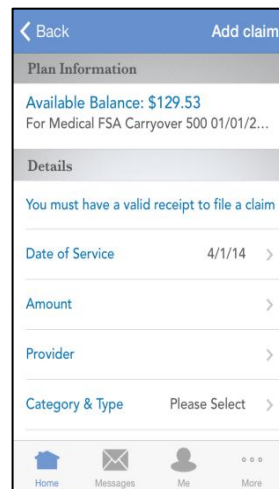 Back Add claim
Plan Information
Available Balance: $129.53
For Medical FSA Carryover 500 01/01/2...
Details
You must have a valid receipt to file a claim
Date of Service 4/1/14
Amount
Provider
Category & Type Please Select
Home Messages Me More